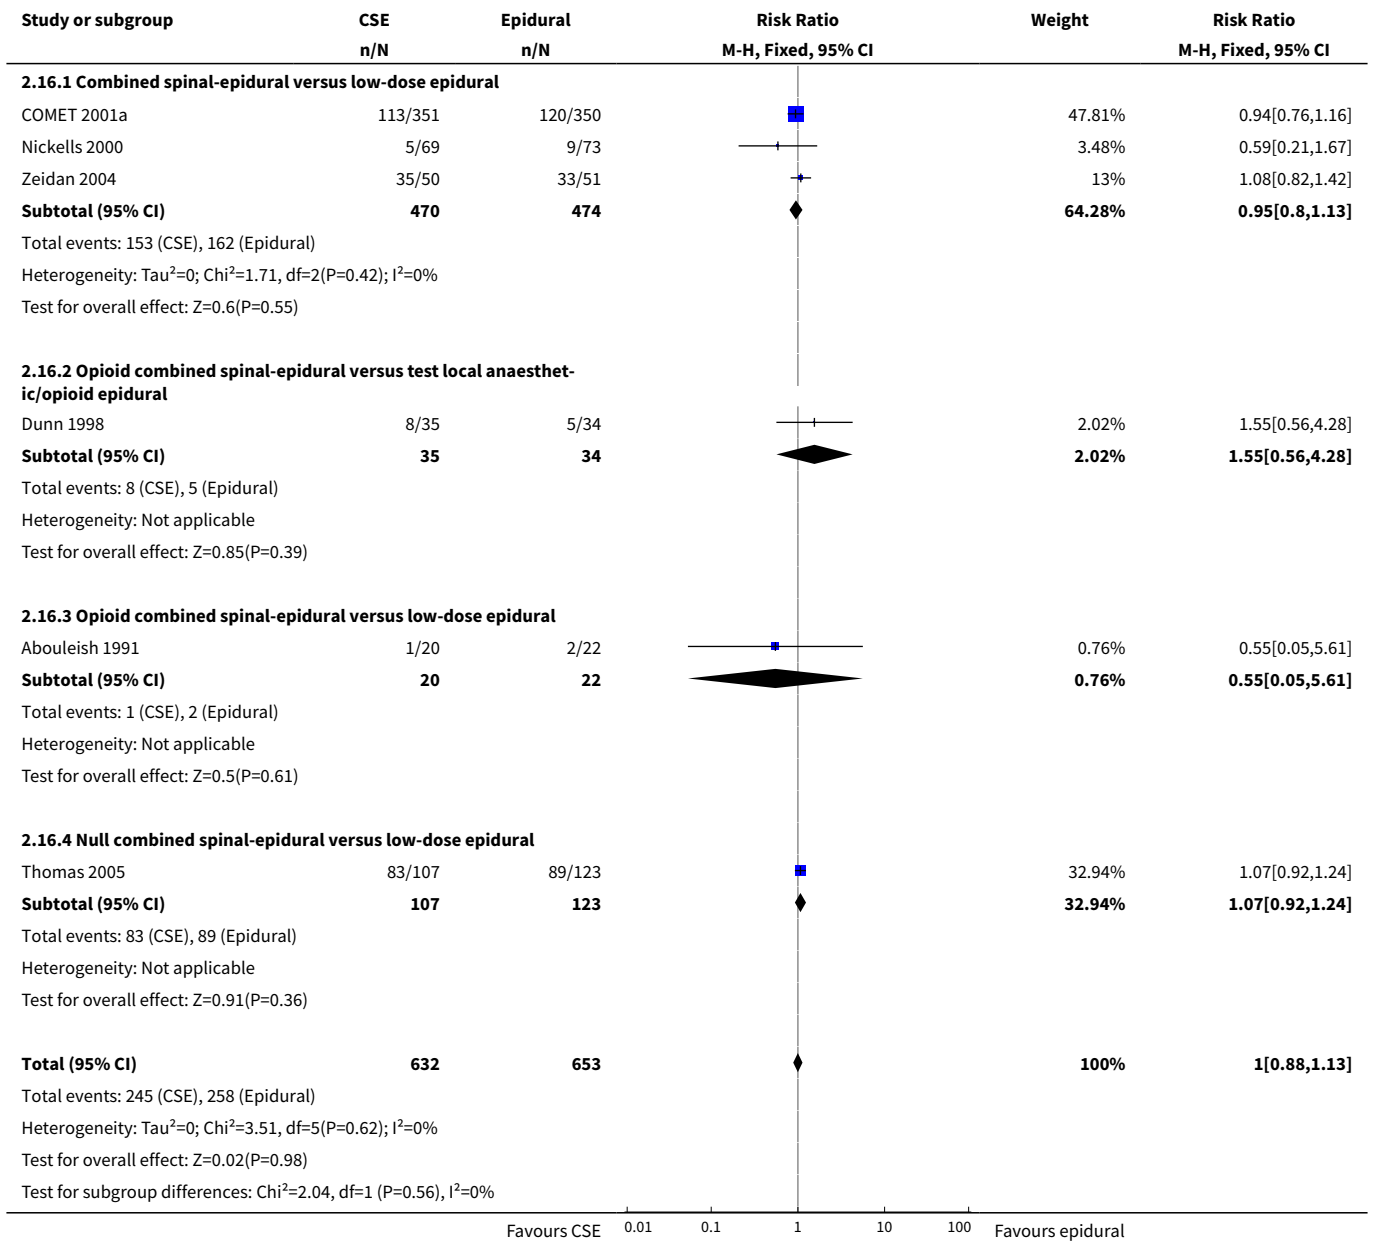 Study or subgroup CSE Epidural Risk Ratio Weight Risk Ratio
n/N n/N M-H, Fixed, 95% CI M-H, Fixed, 95% CI
2.16.1 Combined spinal-epidural versus low-dose epidural
COMET 2001a 113/351 120/350 47.81% 0.94[0.76,1.16]
Nickells 2000 5/69 9/73 3.48% 0.59[0.21,1.67]
Zeidan 2004 35/50 33/51 13% 1.08[0.82,1.42]
Subtotal (95% CI) 470 474 64.28% 0.95[0.8,1.13]
Total events: 153 (CSE), 162 (Epidural)
Heterogeneity: Tau²=0; Chi²=1.71, df=2(P=0.42); I²=0%
Test for overall effect: Z=0.6(P=0.55)
2.16.2 Opioid combined spinal-epidural versus test local anaesthet-
ic/opioid epidural
Dunn 1998 8/35 5/34 2.02% 1.55[0.56,4.28]
Subtotal (95% CI) 35 34 2.02% 1.55[0.56,4.28]
Total events: 8 (CSE), 5 (Epidural)
Heterogeneity: Not applicable
Test for overall effect: Z=0.85(P=0.39)
2.16.3 Opioid combined spinal-epidural versus low-dose epidural
Abouleish 1991 1/20 2/22 0.76% 0.55[0.05,5.61]
Subtotal (95% CI) 20 22 0.76% 0.55[0.05,5.61]
Total events: 1 (CSE), 2 (Epidural)
Heterogeneity: Not applicable
Test for overall effect: Z=0.5(P=0.61)
2.16.4 Null combined spinal-epidural versus low-dose epidural
Thomas 2005 83/107 89/123 32.94% 1.07[0.92,1.24]
Subtotal (95% CI) 107 123 32.94% 1.07[0.92,1.24]
Total events: 83 (CSE), 89 (Epidural)
Heterogeneity: Not applicable
Test for overall effect: Z=0.91(P=0.36)
Total (95% CI) 632 653 100% 1[0.88,1.13]
Total events: 245 (CSE), 258 (Epidural)
Heterogeneity: Tau²=0; Chi²=3.51, df=5(P=0.62); I²=0%
Test for overall effect: Z=0.02(P=0.98)
Test for subgroup differences: Chi²=2.04, df=1 (P=0.56), I²=0%
Favours CSE 0.01 0.1 1 10 100 Favours epidural